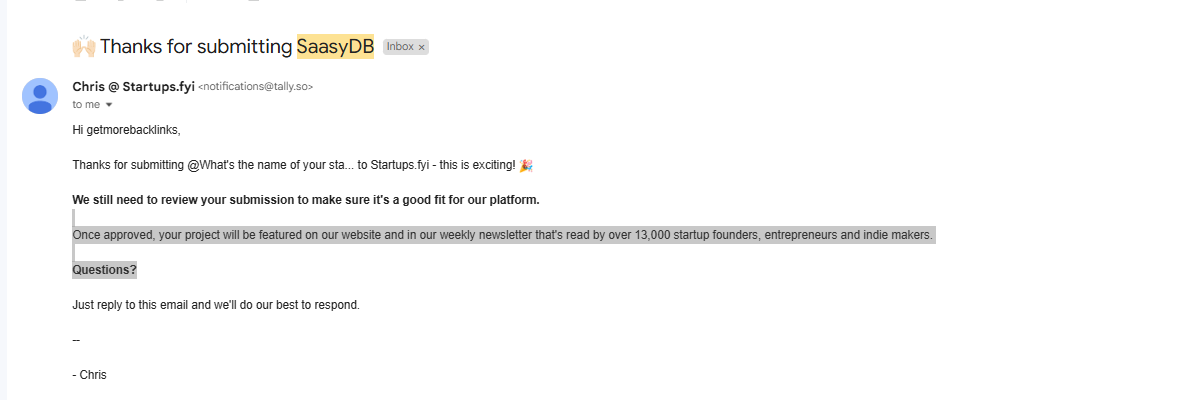 🙌🏻 Thanks for submitting SaasyDB Inbox ×
Chris @ Startups.fyi <notifications@tally.so>
to me
Hi getmorebacklinks,
Thanks for submitting @What's the name of your sta... to Startups.fyi - this is exciting! 🎉
We still need to review your submission to make sure it's a good fit for our platform.
Once approved, your project will be featured on our website and in our weekly newsletter that's read by over 13,000 startup founders, entrepreneurs and indie makers.
Questions?
Just reply to this email and we'll do our best to respond.
--
- Chris